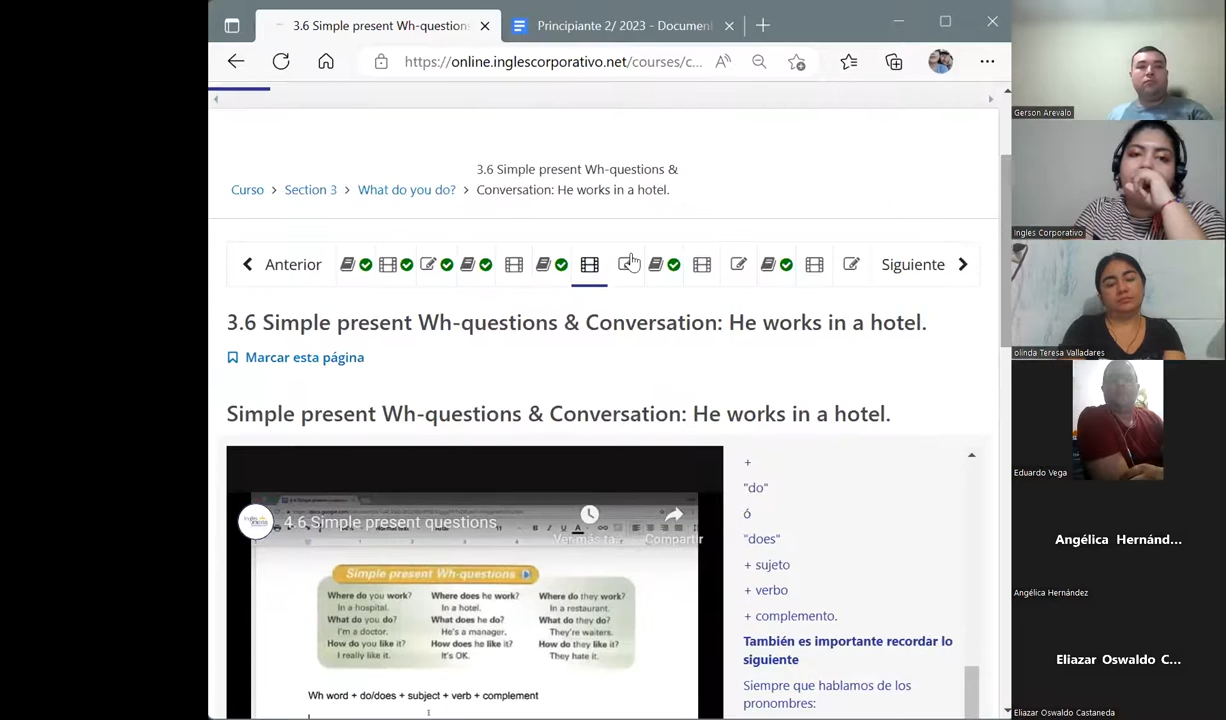 3.6 Simple present Wh-questions
Principiante 2/ 2023 - Document
https://online.inglescorporativo.net/courses/c...
3.6 Simple present Wh-questions &
Curso > Section 3 > What do you do? > Conversation: He works in a hotel.
Anterior
Siguiente
3.6 Simple present Wh-questions & Conversation: He works in a hotel.
Marcar esta página
Simple present Wh-questions & Conversation: He works in a hotel.
4.6 Simple present questions
Ver más ta...
Compartir
Simple present Wh-questions
Where do you work? Where does he work? Where do they work?
In a hospital. In a hotel. In a restaurant.
What do you do? What does he do? What do they do?
I'm a doctor. He's a manager. They're waiters.
How do you like it? How does he like it? How do they like it?
I really like it. It's OK. They hate it.
Wh word + do/does + subject + verb + complement
+
"do"
ó
"does"
+ sujeto
+ verbo
+ complemento.
También es importante recordar lo
siguiente
Siempre que hablamos de los
pronombres:
Gerson Arevalo
Ingles Corporativo
olinda Teresa Valladares
Eduardo Vega
Angélica Hernánd...
Angélica Hernández
Eliazar Oswaldo C...
Eliazar Oswaldo Castaneda